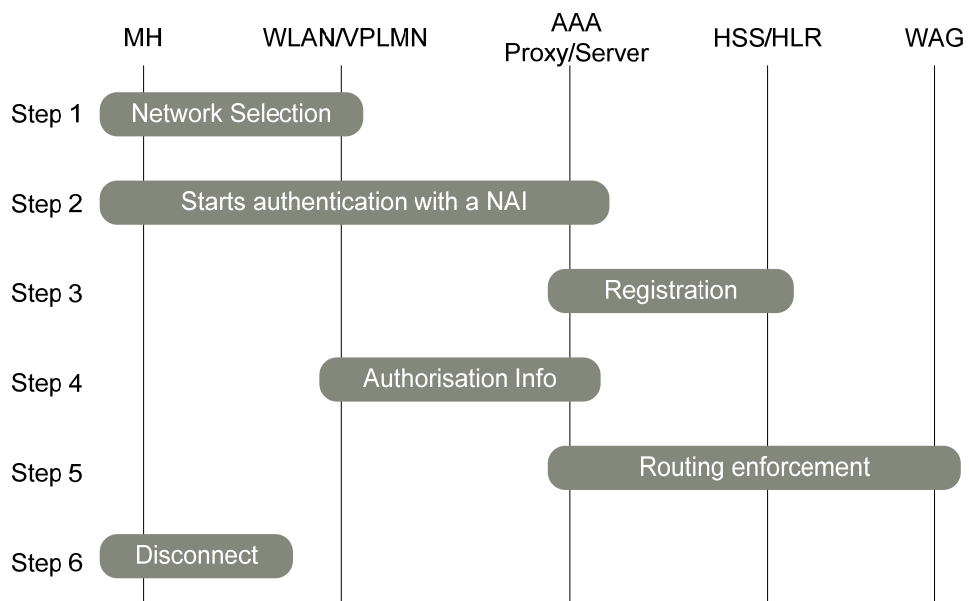 MH
WLAN/VPLMN
AAA
Proxy/Server
HSS/HLR
WAG
Step 1
Network Selection
Step 2
Starts authentication with a NAI
Step 3
Registration
Step 4
Authorisation Info
Step 5
Routing enforcement
Step 6
Disconnect